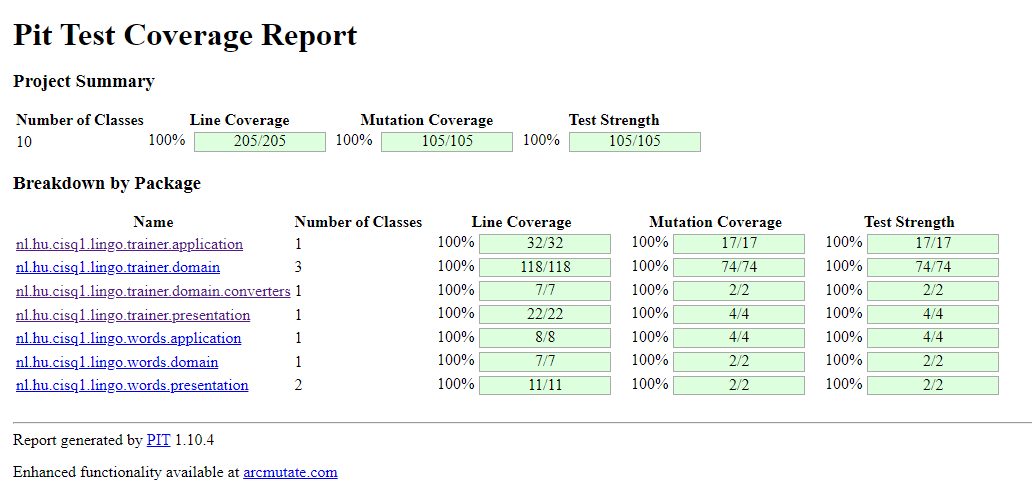 Pit Test Coverage Report
Project Summary
Number of Classes Line Coverage Mutation Coverage Test Strength
10 100% 205/205 100% 105/105 100% 105/105
Breakdown by Package
Name Number of Classes Line Coverage Mutation Coverage Test Strength
nl.hu.cisq1.lingo.trainer.application 1 100% 32/32 100% 17/17 100% 17/17
nl.hu.cisq1.lingo.trainer.domain 3 100% 118/118 100% 74/74 100% 74/74
nl.hu.cisq1.lingo.trainer.domain.converters 1 100% 7/7 100% 2/2 100% 2/2
nl.hu.cisq1.lingo.trainer.presentation 1 100% 22/22 100% 4/4 100% 4/4
nl.hu.cisq1.lingo.words.application 1 100% 8/8 100% 4/4 100% 4/4
nl.hu.cisq1.lingo.words.domain 1 100% 7/7 100% 2/2 100% 2/2
nl.hu.cisq1.lingo.words.presentation 2 100% 11/11 100% 2/2 100% 2/2
Report generated by PIT 1.10.4
Enhanced functionality available at arcmutate.com